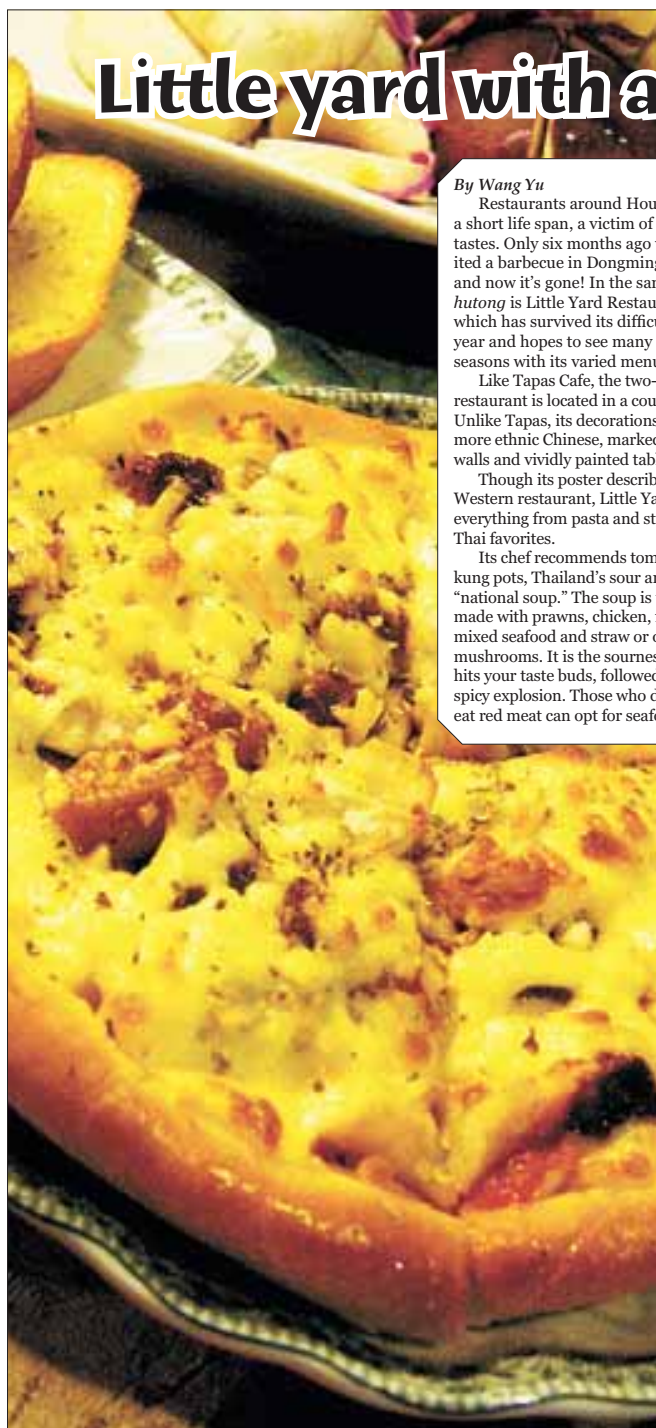 Little yard with a
By Wang Yu
Restaurants around Hou
a short life span, a victim of
tastes. Only six months ago
ited a barbecue in Dongming
and now it's gone! In the sa
hutong is Little Yard Restau
which has survived its difficu
year and hopes to see many
seasons with its varied menu
Like Tapas Cafe, the two-
restaurant is located in a cou
Unlike Tapas, its decorations
more ethnic Chinese, marked
walls and vividly painted tabl
Though its poster describ
Western restaurant, Little Ya
everything from pasta and st
Thai favorites.
Its chef recommends tom
kung pots, Thailand's sour an
"national soup." The soup is
made with prawns, chicken,
mixed seafood and straw or o
mushrooms. It is the sournes
hits your taste buds, followed
spicy explosion. Those who d
eat red meat can opt for seafo